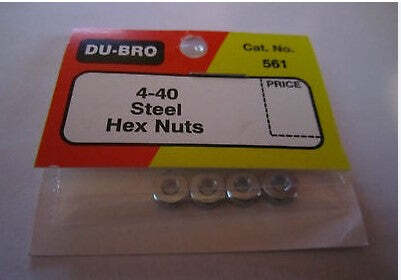 DU-BRO
Cat. No.
561
4-40
Steel
Hex Nuts
PRICE